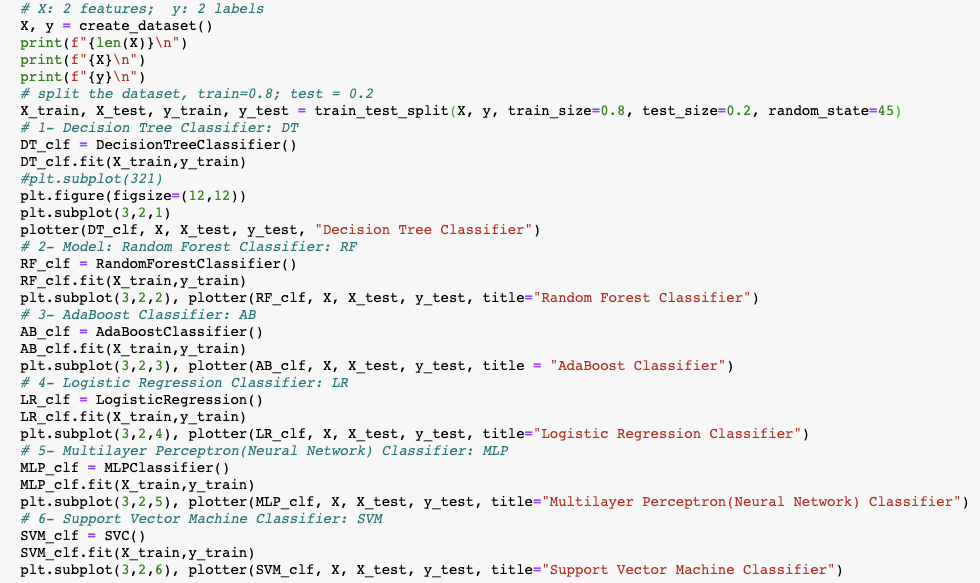 # X: 2 features;  y: 2 labels
X, y = create_dataset()
print(f"{len(X)}\n")
print(f"{X}\n")
print(f"{y}\n")
# split the dataset, train=0.8; test = 0.2
X_train, X_test, y_train, y_test = train_test_split(X, y, train_size=0.8, test_size=0.2, random_state=45)
# 1- Decision Tree Classifier: DT
DT_clf = DecisionTreeClassifier()
DT_clf.fit(X_train,y_train)
#plt.subplot(321)
plt.figure(figsize=(12,12))
plt.subplot(3,2,1)
plotter(DT_clf, X, X_test, y_test, "Decision Tree Classifier")
# 2- Model: Random Forest Classifier: RF
RF_clf = RandomForestClassifier()
RF_clf.fit(X_train,y_train)
plt.subplot(3,2,2), plotter(RF_clf, X, X_test, y_test, title="Random Forest Classifier")
# 3- AdaBoost Classifier: AB
AB_clf = AdaBoostClassifier()
AB_clf.fit(X_train,y_train)
plt.subplot(3,2,3), plotter(AB_clf, X, X_test, y_test, title = "AdaBoost Classifier")
# 4- Logistic Regression Classifier: LR
LR_clf = LogisticRegression()
LR_clf.fit(X_train,y_train)
plt.subplot(3,2,4), plotter(LR_clf, X, X_test, y_test, title="Logistic Regression Classifier")
# 5- Multilayer Perceptron(Neural Network) Classifier: MLP
MLP_clf = MLPClassifier()
MLP_clf.fit(X_train,y_train)
plt.subplot(3,2,5), plotter(MLP_clf, X, X_test, y_test, title="Multilayer Perceptron(Neural Network) Classifier")
# 6- Support Vector Machine Classifier: SVM
SVM_clf = SVC()
SVM_clf.fit(X_train,y_train)
plt.subplot(3,2,6), plotter(SVM_clf, X, X_test, y_test, title="Support Vector Machine Classifier")